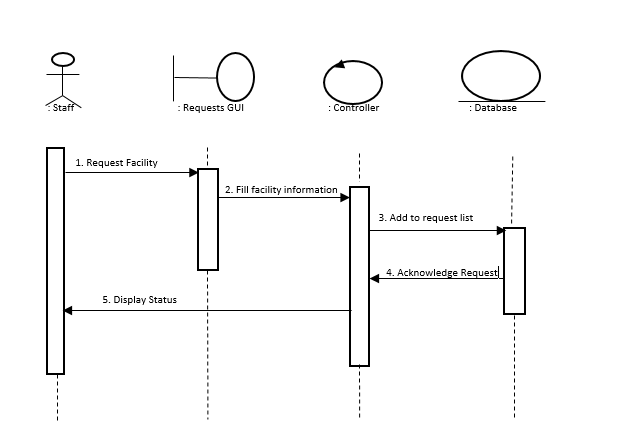 : Staff
: Requests GUI
: Controller
: Database
1. Request Facility
2. Fill facility information
3. Add to request list
4. Acknowledge Request
5. Display Status